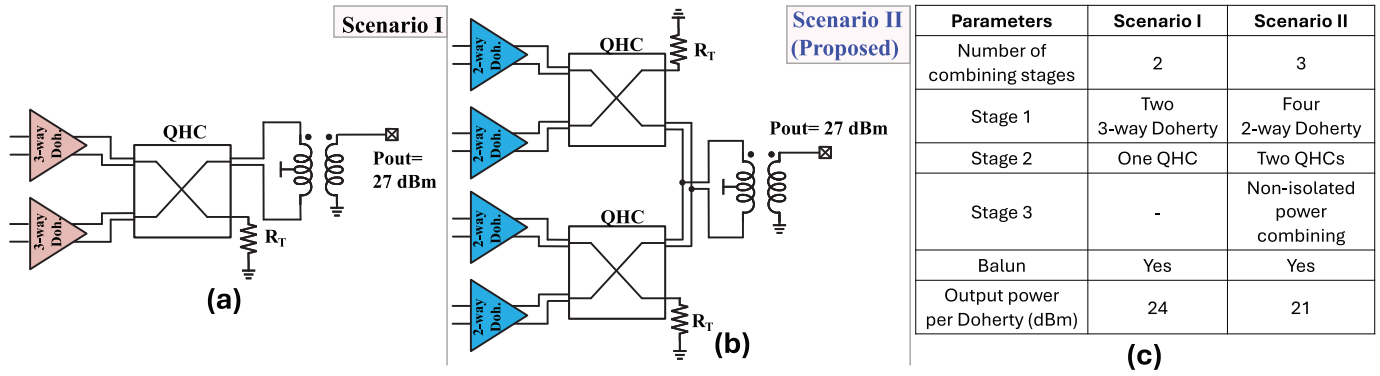 Scenario I
3-way
Doh.
3-way
Doh.
QHC
R_T
Pout=
27 dBm
(a)
Scenario II
(Proposed)
2-way
Doh.
2-way
Doh.
2-way
Doh.
2-way
Doh.
QHC
R_T
Pout= 27 dBm
QHC
R_T
(b)
Parameters Scenario I Scenario II
Number of
combining stages 2 3
Stage 1 Two
3-way Doherty Four
2-way Doherty
Stage 2 One QHC Two QHCs
Stage 3 - Non-isolated
power
combining
Balun Yes Yes
Output power
per Doherty (dBm) 24 21
(c)